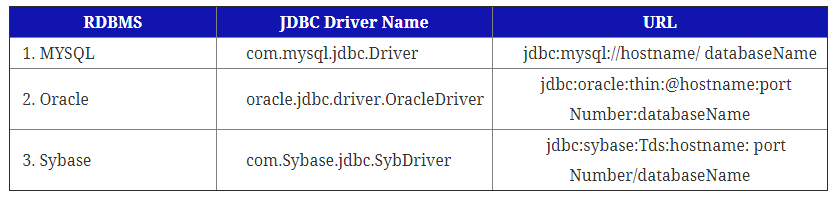 RDBMS JDBC Driver Name URL
1. MYSQL com.mysql.jdbc.Driver jdbc:mysql://hostname/ databaseName
2. Oracle oracle.jdbc.driver.OracleDriver jdbc:oracle:thin:@hostname:port
Number:databaseName
3. Sybase com.Sybase.jdbc.SybDriver jdbc:sybase:Tds:hostname: port
Number/databaseName